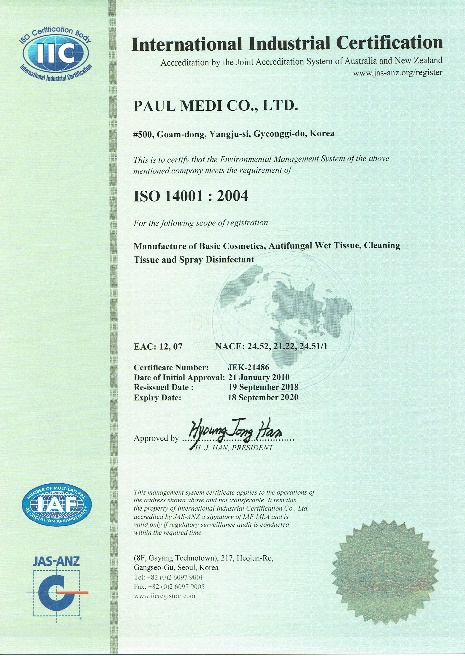 ISO Certification Body
IIC
International Industrial Certification
International Industrial Certification
Accreditation by the Joint Accreditation System of Australia and New Zealand
www.jas-anz.org/register
PAUL MEDI CO., LTD.
#500, Goam-dong, Yangju-si, Gyeonggi-do, Korea
This is to certify that the Environmental Management System of the above
mentioned company meets the requirement of
ISO 14001 : 2004
For the following scope of registration
Manufacture of Basic Cosmetics, Antifungal Wet Tissue, Cleaning
Tissue and Spray Disinfectant
EAC: 12, 07 NACE: 24.52, 21.22, 24.51/1
Certificate Number: JEK-21486
Date of Initial Approval: 21 January 2010
Re-issued Date : 19 September 2018
Expiry Date: 18 September 2020
Approved by Hyoung Jong Han
H. J. HAN, PRESIDENT
IAF
This management system certificate applies to the operations of
the address shown above and not transferable. It remains
the property of International Industrial Certification Co., Ltd
accredited by JAS-ANZ a signatory of IAF MLA and is
valid only if regulatory surveillance audit is conducted
within the required time
JAS-ANZ
(8F, Gayang Technotown), 217, Heojun-Ro,
Gangseo-Gu, Seoul, Korea
Tel: +82 (0)2 6097 9001
Fax: +82 (0)2 6097 9003